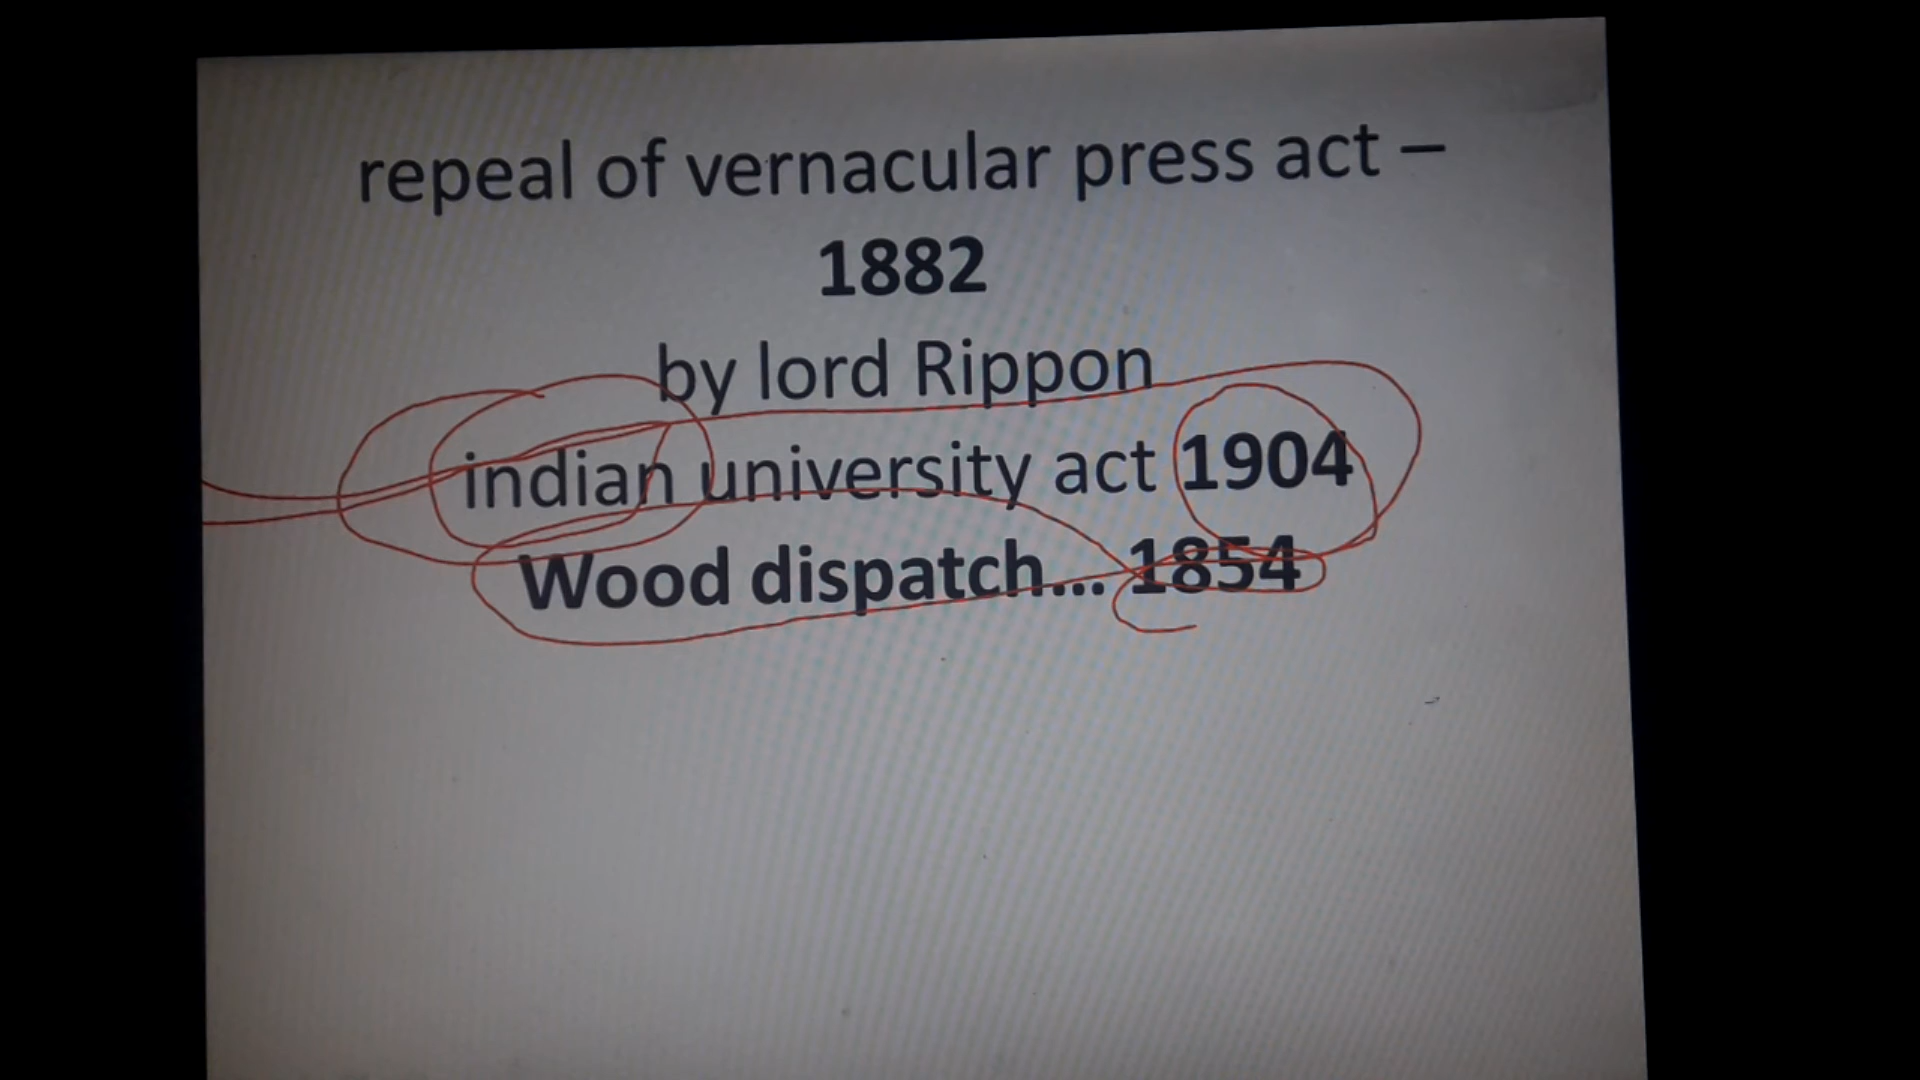 repeal of vernacular press act –
1882
by lord Rippon
indian university act 1904
Wood dispatch... 1854